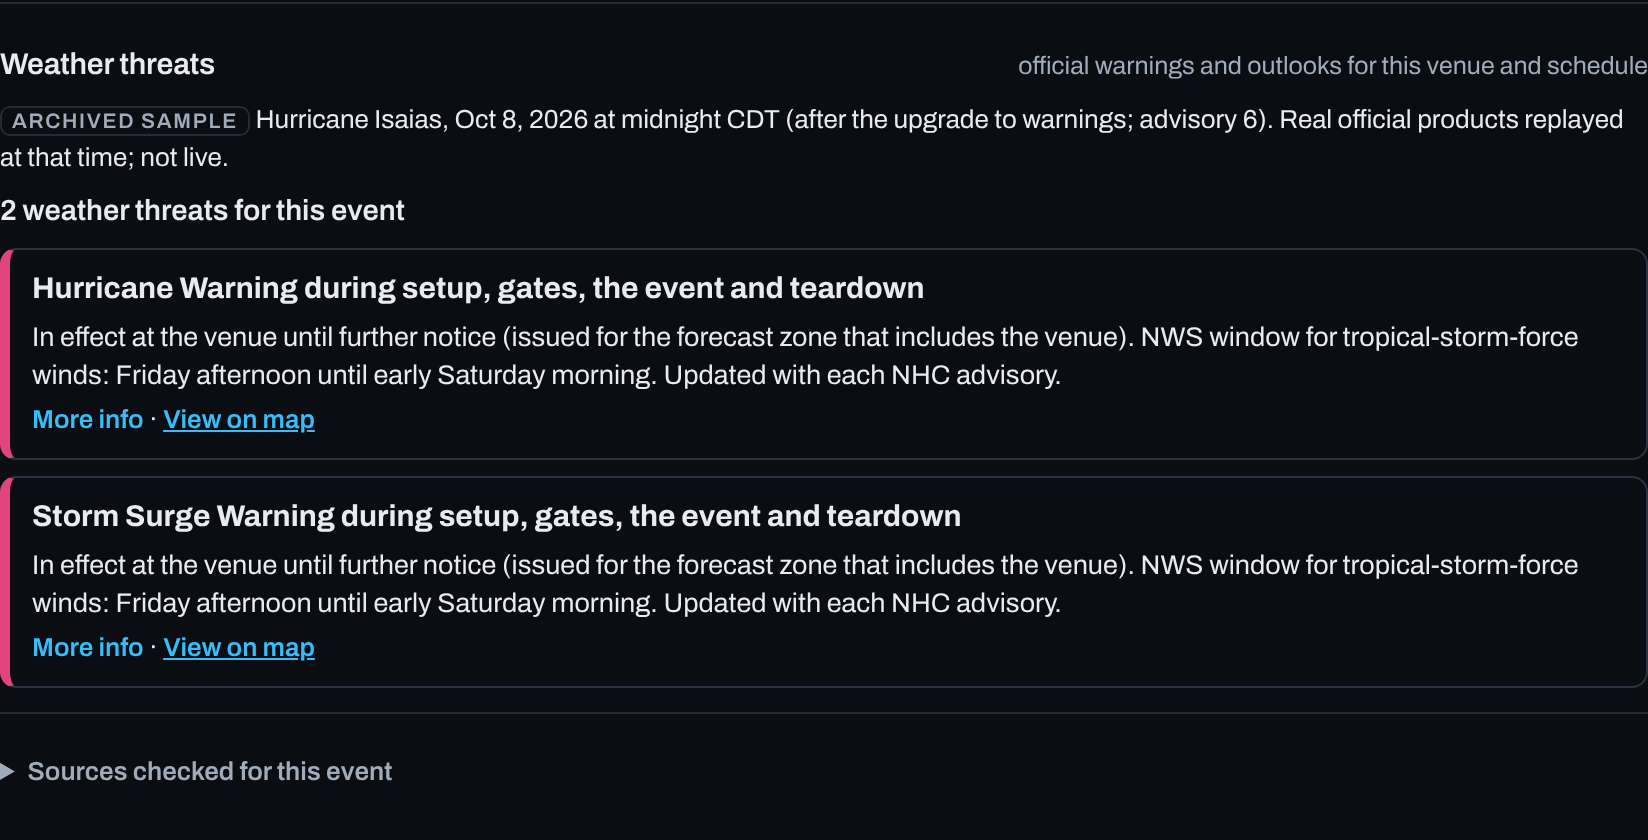 Weather threats
official warnings and outlooks for this venue and schedule
ARCHIVED SAMPLE Hurricane Isaias, Oct 8, 2026 at midnight CDT (after the upgrade to warnings; advisory 6). Real official products replayed
at that time; not live.
2 weather threats for this event
Hurricane Warning during setup, gates, the event and teardown
In effect at the venue until further notice (issued for the forecast zone that includes the venue). NWS window for tropical-storm-force
winds: Friday afternoon until early Saturday morning. Updated with each NHC advisory.
More info · View on map
Storm Surge Warning during setup, gates, the event and teardown
In effect at the venue until further notice (issued for the forecast zone that includes the venue). NWS window for tropical-storm-force
winds: Friday afternoon until early Saturday morning. Updated with each NHC advisory.
More info · View on map
Sources checked for this event